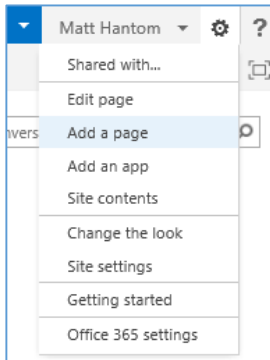 Matt Hantom ?
Shared with...
Edit page
nvers Add a page
Add an app
Site contents
Change the look
Site settings
Getting started
Office 365 settings